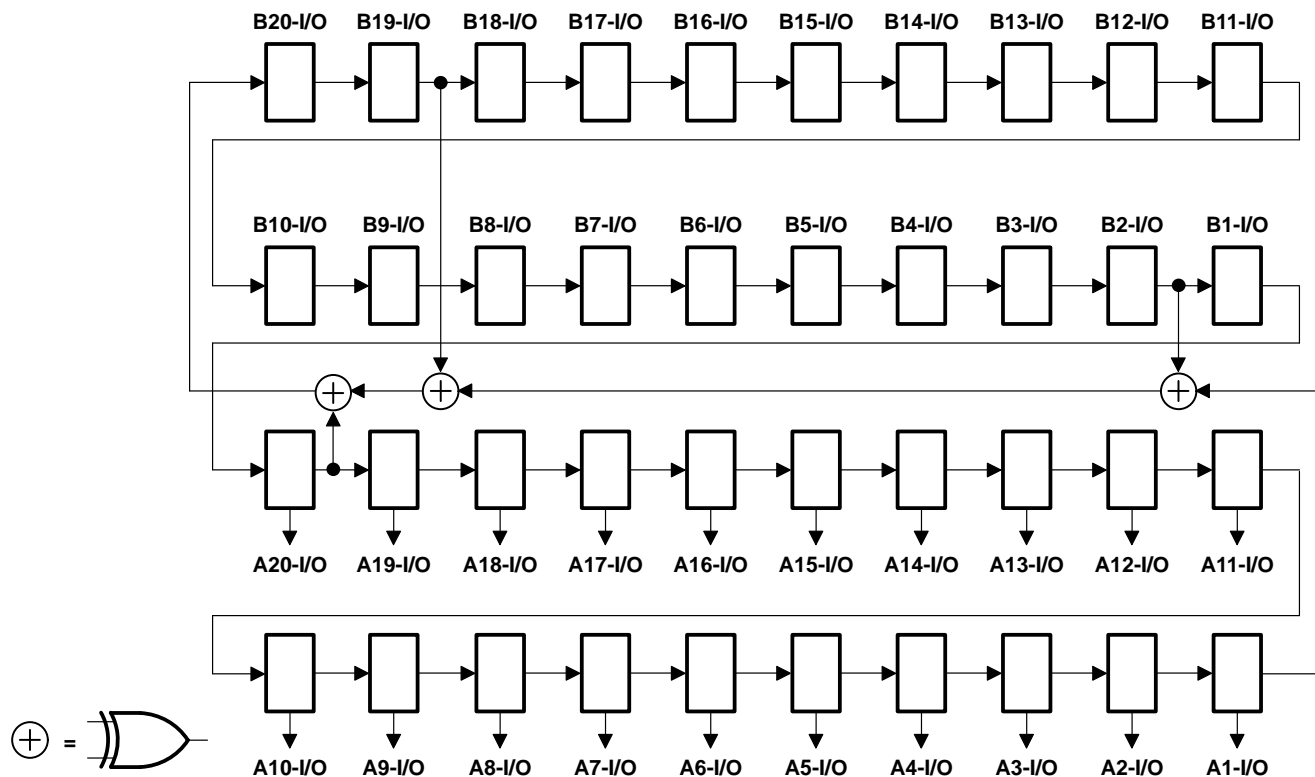 B20-I/O B19-I/O B18-I/O B17-I/O B16-I/O B15-I/O B14-I/O B13-I/O B12-I/O B11-I/O
B10-I/O B9-I/O B8-I/O B7-I/O B6-I/O B5-I/O B4-I/O B3-I/O B2-I/O B1-I/O
A20-I/O A19-I/O A18-I/O A17-I/O A16-I/O A15-I/O A14-I/O A13-I/O A12-I/O A11-I/O
=
A10-I/O A9-I/O A8-I/O A7-I/O A6-I/O A5-I/O A4-I/O A3-I/O A2-I/O A1-I/O